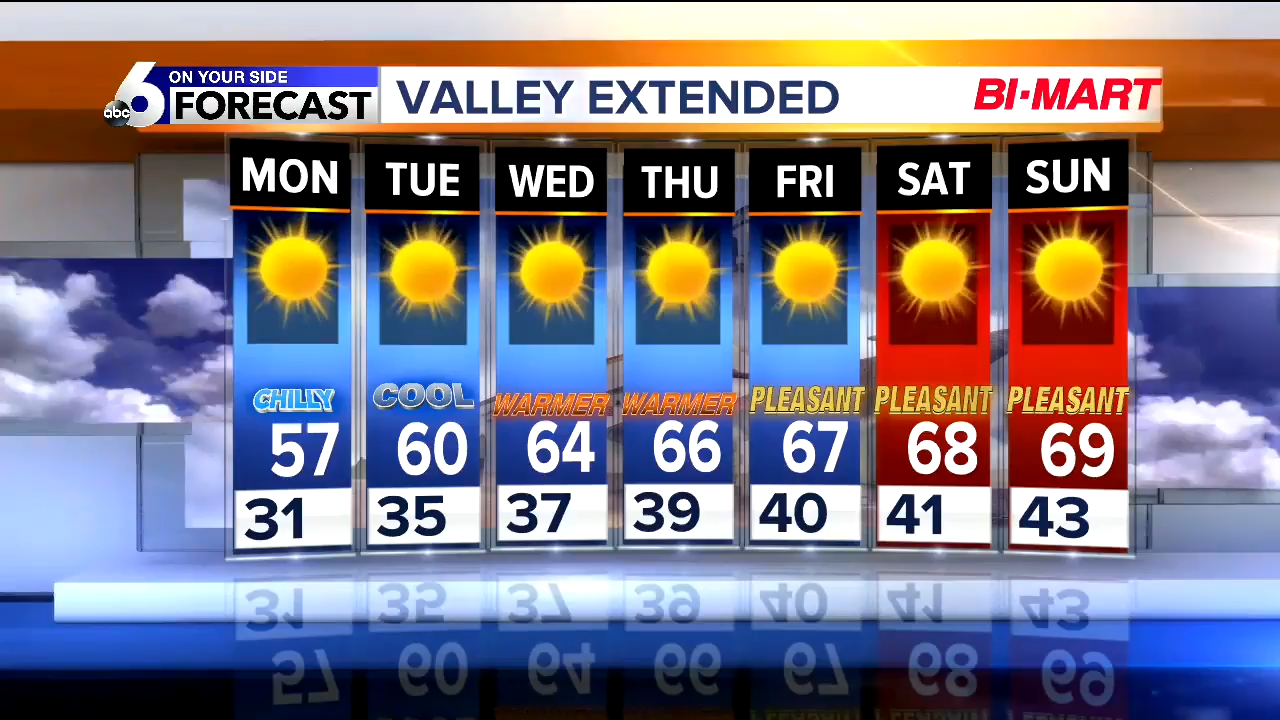 abc 6
ON YOUR SIDE
FORECAST
VALLEY EXTENDED
BI-MART
MON TUE WED THU FRI SAT SUN
CHILLY COOL WARMER WARMER PLEASANT PLEASANT PLEASANT
57 60 64 66 67 68 69
31 35 37 39 40 41 43